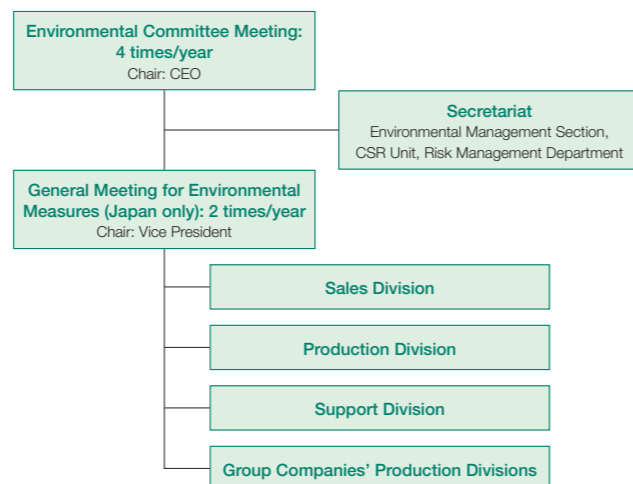 Environmental Committee Meeting:
4 times/year
Chair: CEO
Secretariat
Environmental Management Section,
CSR Unit, Risk Management Department
General Meeting for Environmental
Measures (Japan only): 2 times/year
Chair: Vice President
Sales Division
Production Division
Support Division
Group Companies’ Production Divisions